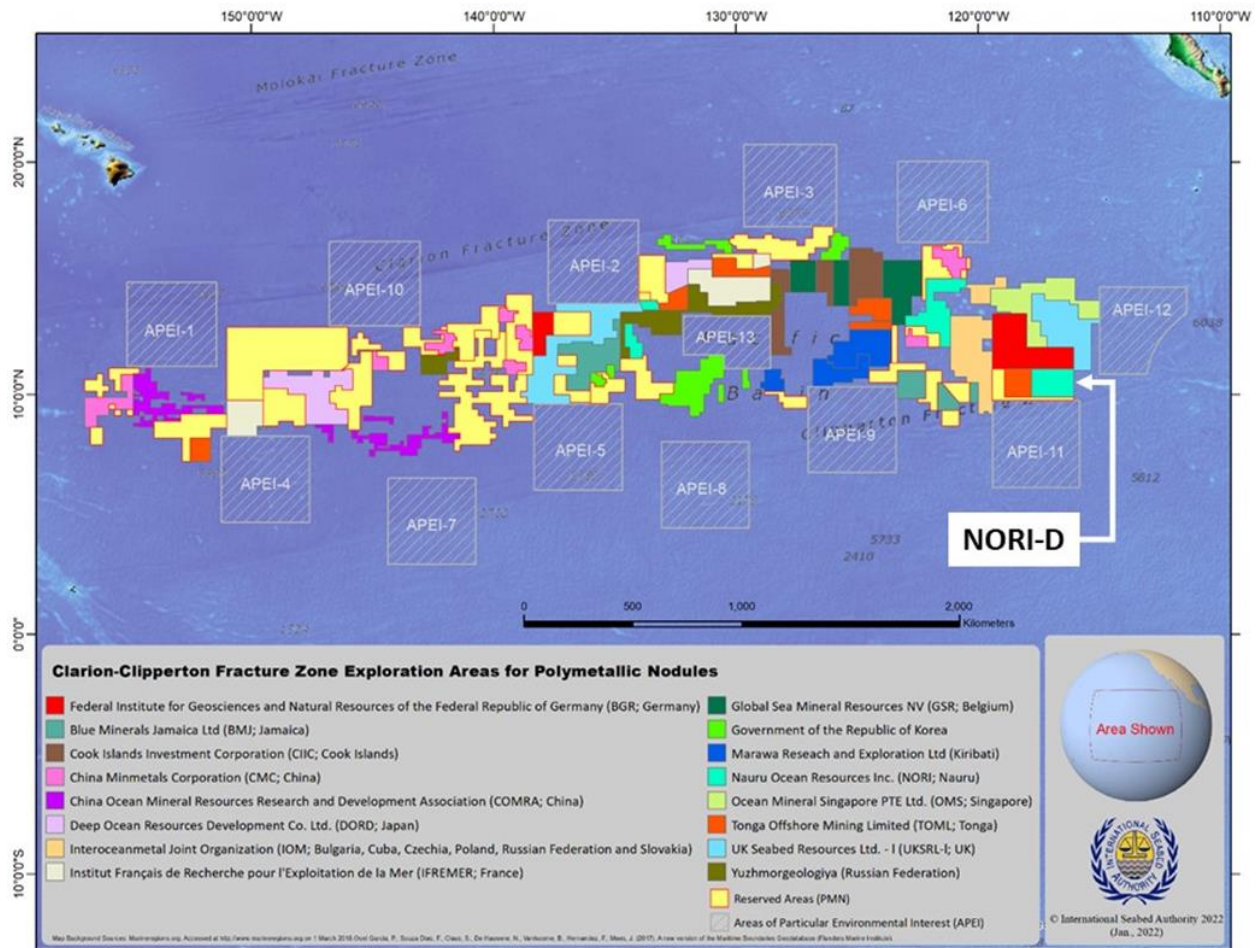 150°0'0"W 140°0'0"W 130°0'0"W 120°0'0"W 110°0'0"W
Molokai Fracture Zone
20°0'0"N
APEI-3
APEI-6
Clarion Fracture Zone
APEI-2
APEI-10
APEI-1
APEI-12
6038
APEI-13
Pacific
10°0'0"N
Basin
Clipperton Fracture
APEI-9
APEI-5
APEI-11
APEI-4
APEI-8
5812
APEI-7
NORI-D
5733
2410
0 500 1,000 2,000
Kilometers
0°0'0"
Clarion-Clipperton Fracture Zone Exploration Areas for Polymetallic Nodules
Federal Institute for Geosciences and Natural Resources of the Federal Republic of Germany (BGR; Germany)
Blue Minerals Jamaica Ltd (BMJ; Jamaica)
Cook Islands Investment Corporation (CIIC; Cook Islands)
China Minmetals Corporation (CMC; China)
China Ocean Mineral Resources Research and Development Association (COMRA; China)
Deep Ocean Resources Development Co. Ltd. (DORD; Japan)
Interoceanmetal Joint Organization (IOM; Bulgaria, Cuba, Czechia, Poland, Russian Federation and Slovakia)
Institut Français de Recherche pour l'Exploitation de la Mer (IFREMER; France)
Global Sea Mineral Resources NV (GSR; Belgium)
Government of the Republic of Korea
Marawa Reseach and Exploration Ltd (Kiribati)
Nauru Ocean Resources Inc. (NORI; Nauru)
Ocean Mineral Singapore PTE Ltd. (OMS; Singapore)
Tonga Offshore Mining Limited (TOML; Tonga)
UK Seabed Resources Ltd. - I (UKSRL-I; UK)
Yuzhmorgeologiya (Russian Federation)
Reserved Areas (PMN)
Areas of Particular Environmental Interest (APEI)
Area Shown
INTERNATIONAL SEABED AUTHORITY
© International Seabed Authority 2022
(Jan., 2022)
10°0'0"S